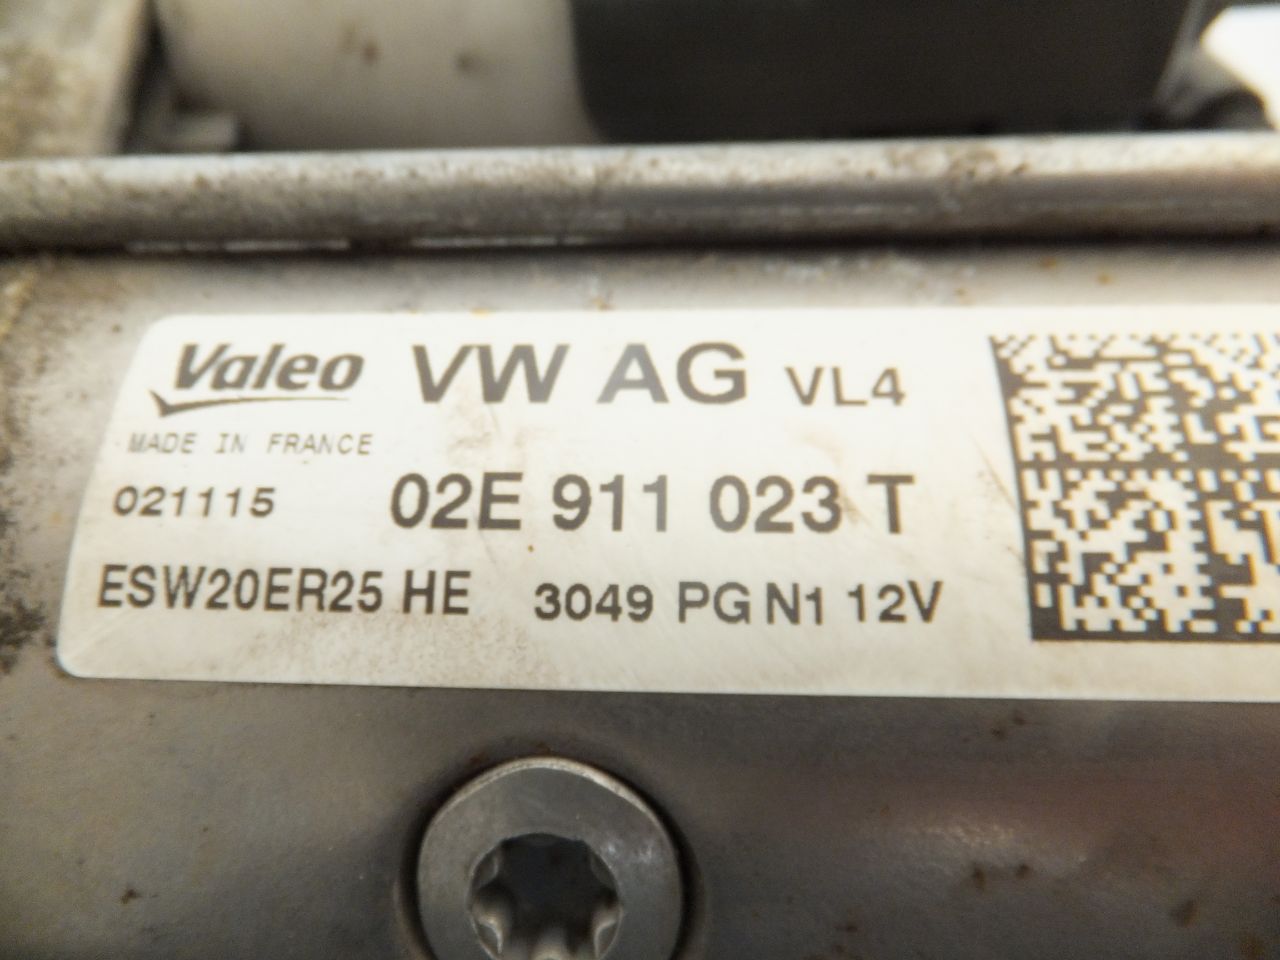 Valeo VW AG VL4
MADE IN FRANCE
021115 02E 911 023 T
ESW20ER25 HE 3049 PG N1 12V